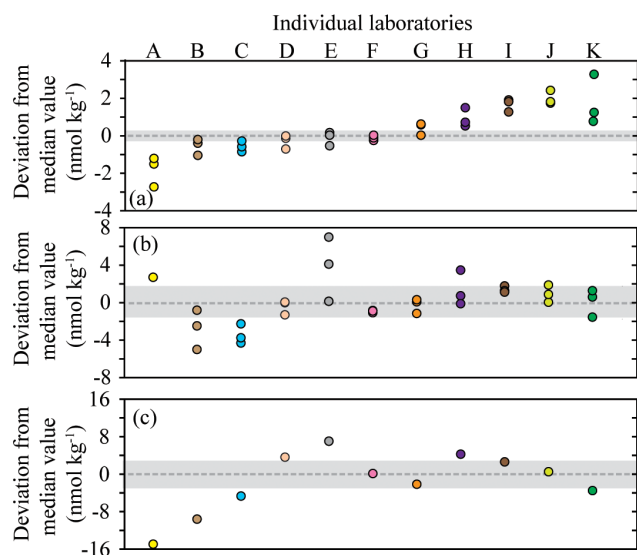 Individual laboratories
A B C D E F G H I J K
Deviation from
median value
(nmol kg⁻¹)
4
2
0
-2
-4
(a)
Deviation from
median value
(nmol kg⁻¹)
8
4
0
-4
-8
(b)
Deviation from
median value
(nmol kg⁻¹)
16
8
0
-8
-16
(c)